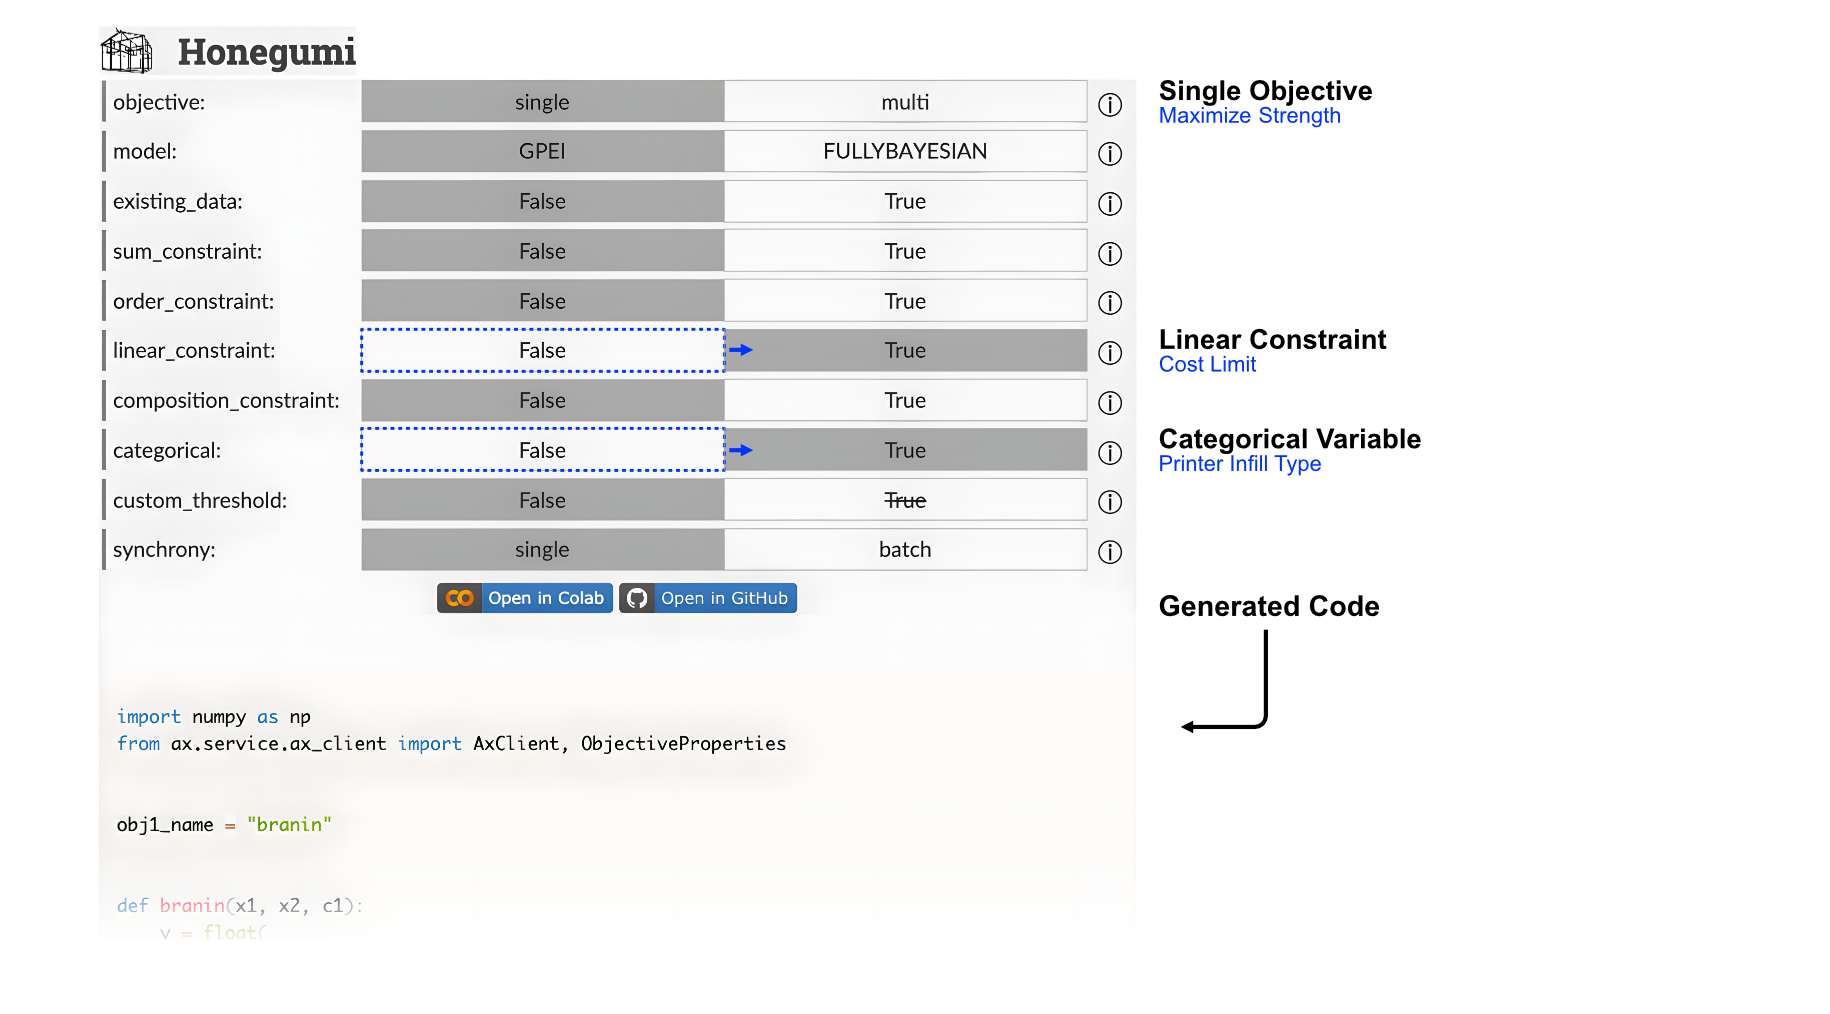 Honegumi
objective: single multi
Single Objective
Maximize Strength
model: GPEI FULLYBAYESIAN
existing_data: False True
sum_constraint: False True
order_constraint: False True
linear_constraint: False True
Linear Constraint
Cost Limit
composition_constraint: False True
categorical: False True
Categorical Variable
Printer Infill Type
custom_threshold: False True
synchrony: single batch
Open in Colab Open in GitHub
Generated Code
import numpy as np
from ax.service.ax_client import AxClient, ObjectiveProperties
obj1_name = "branin"
def branin(x1, x2, c1):
y = float(